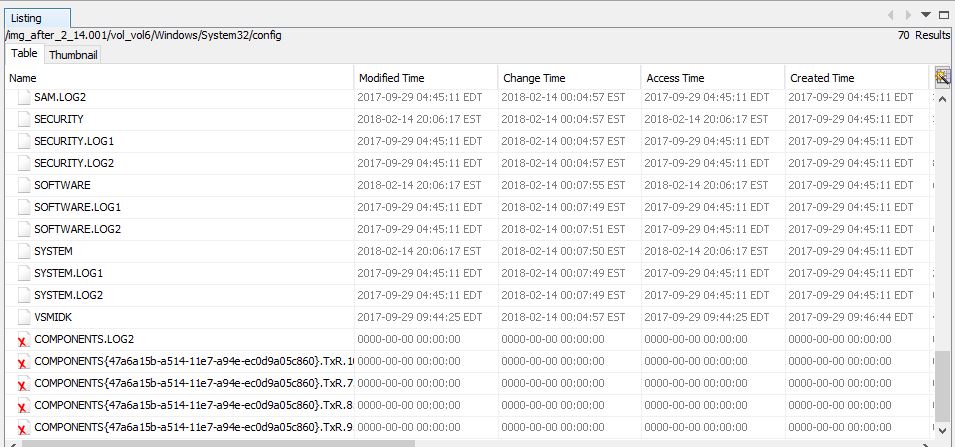 Listing
/img_after_2_14.001/vol_vol6/Windows/System32/config 70 Results
Table Thumbnail
Name Modified Time Change Time Access Time Created Time
SAM.LOG2 2017-09-29 04:45:11 EDT 2018-02-14 00:04:57 EST 2017-09-29 04:45:11 EDT 2017-09-29 04:45:11 EDT
SECURITY 2018-02-14 20:06:17 EST 2018-02-14 00:04:57 EST 2018-02-14 20:06:17 EST 2017-09-29 04:45:11 EDT
SECURITY.LOG1 2017-09-29 04:45:11 EDT 2018-02-14 00:04:57 EST 2017-09-29 04:45:11 EDT 2017-09-29 04:45:11 EDT
SECURITY.LOG2 2017-09-29 04:45:11 EDT 2018-02-14 00:04:57 EST 2017-09-29 04:45:11 EDT 2017-09-29 04:45:11 EDT
SOFTWARE 2018-02-14 20:06:17 EST 2018-02-14 00:07:55 EST 2018-02-14 20:06:17 EST 2017-09-29 04:45:11 EDT
SOFTWARE.LOG1 2017-09-29 04:45:11 EDT 2018-02-14 00:07:49 EST 2017-09-29 04:45:11 EDT 2017-09-29 04:45:11 EDT
SOFTWARE.LOG2 2017-09-29 04:45:11 EDT 2018-02-14 00:07:51 EST 2017-09-29 04:45:11 EDT 2017-09-29 04:45:11 EDT
SYSTEM 2018-02-14 20:06:17 EST 2018-02-14 00:07:50 EST 2018-02-14 20:06:17 EST 2017-09-29 04:45:11 EDT
SYSTEM.LOG1 2017-09-29 04:45:11 EDT 2018-02-14 00:07:49 EST 2017-09-29 04:45:11 EDT 2017-09-29 04:45:11 EDT
SYSTEM.LOG2 2017-09-29 04:45:11 EDT 2018-02-14 00:07:49 EST 2017-09-29 04:45:11 EDT 2017-09-29 04:45:11 EDT
VSMIDK 2017-09-29 09:44:25 EDT 2018-02-14 00:04:57 EST 2017-09-29 09:44:25 EDT 2017-09-29 09:46:44 EDT
COMPONENTS.LOG2 0000-00-00 00:00:00 0000-00-00 00:00:00 0000-00-00 00:00:00 0000-00-00 00:00:00
COMPONENTS{47a6a15b-a514-11e7-a94e-ec0d9a05c860}.TxR.1 0000-00-00 00:00:00 0000-00-00 00:00:00 0000-00-00 00:00:00 0000-00-00 00:00:00
COMPONENTS{47a6a15b-a514-11e7-a94e-ec0d9a05c860}.TxR.7 0000-00-00 00:00:00 0000-00-00 00:00:00 0000-00-00 00:00:00 0000-00-00 00:00:00
COMPONENTS{47a6a15b-a514-11e7-a94e-ec0d9a05c860}.TxR.8 0000-00-00 00:00:00 0000-00-00 00:00:00 0000-00-00 00:00:00 0000-00-00 00:00:00
COMPONENTS{47a6a15b-a514-11e7-a94e-ec0d9a05c860}.TxR.9 0000-00-00 00:00:00 0000-00-00 00:00:00 0000-00-00 00:00:00 0000-00-00 00:00:00